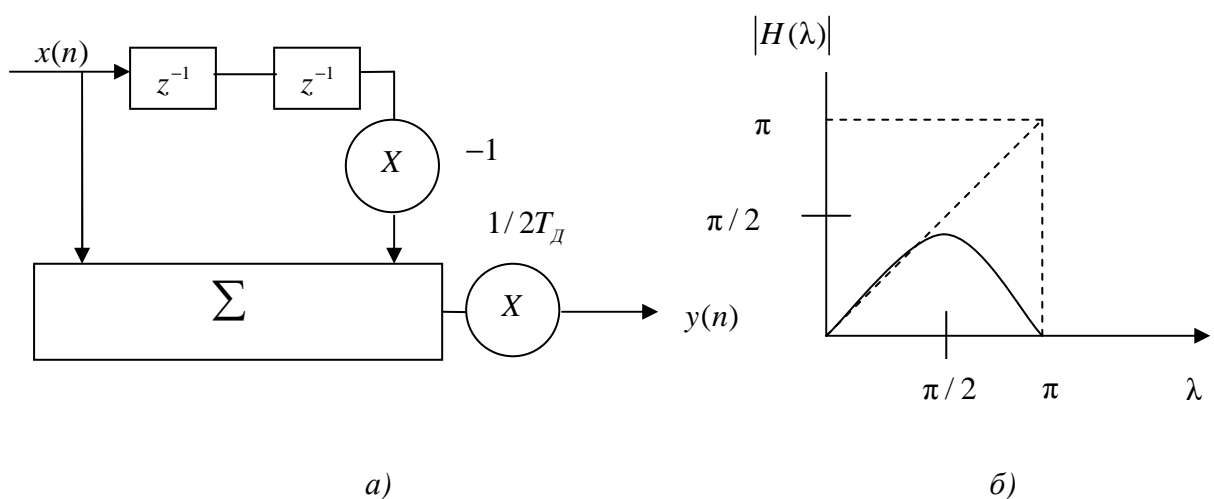 x(n)
z⁻¹
z⁻¹
X
−1
1/2T_Д
Σ
X
y(n)
а)
|H(λ)|
π
π/2
π/2
π
λ
б)